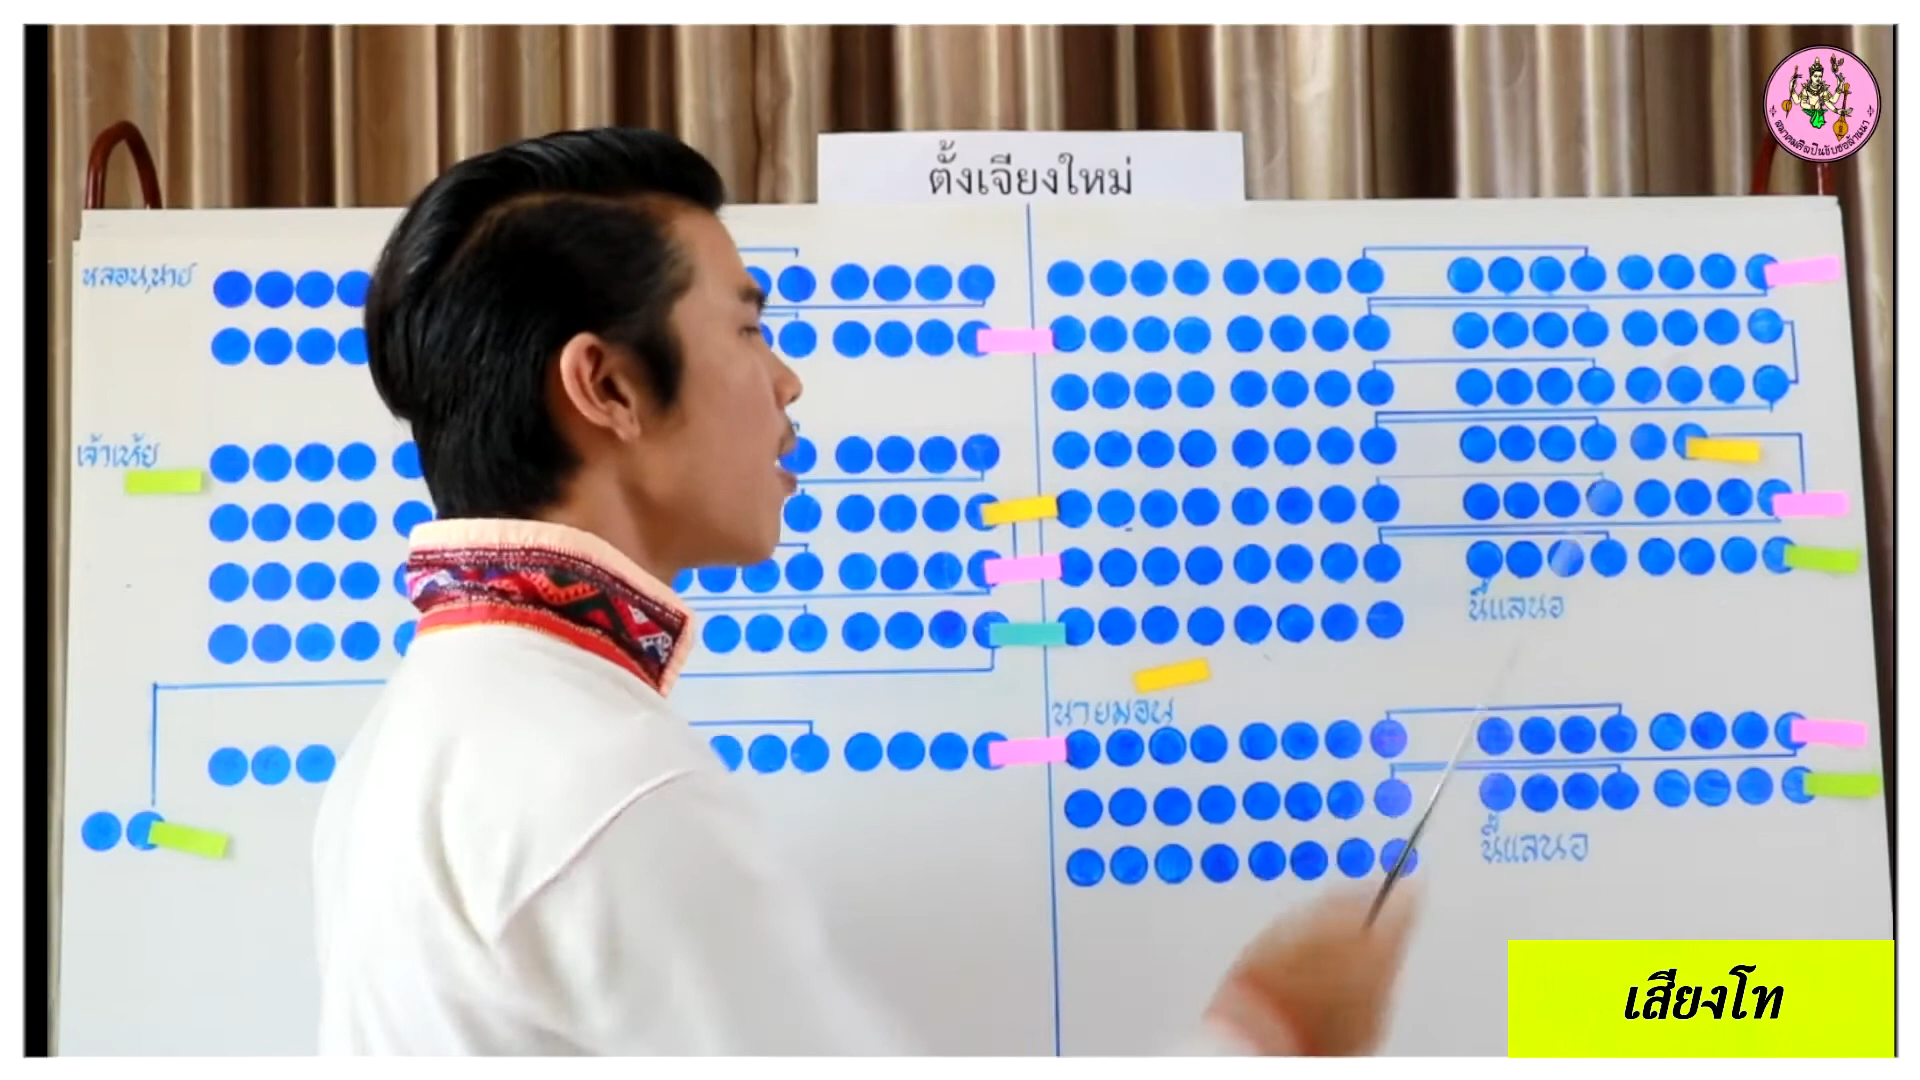 ตั้งเจียงใหม่
หลอน,นาย
เจ้าเห้ย
นี้แลนอ
นายมอน
นี้แลนอ
เสียงโท